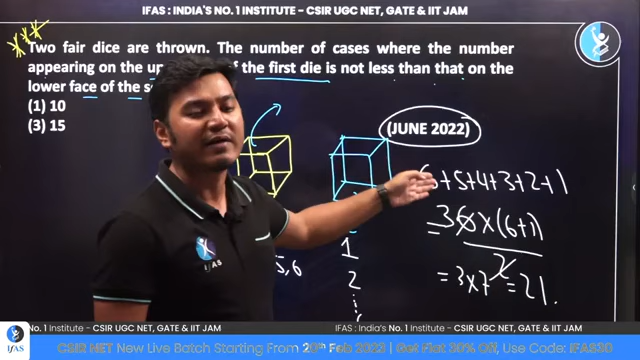 IFAS: INDIA'S NO. 1 INSTITUTE - CSIR UGC NET, GATE & IIT JAM
Two fair dice are thrown. The number of cases where the number
appearing on the of the first die is not less than that on the
lower face of the
(1) 10
(3) 15
(JUNE 2022)
6+5+4+3+2+1
= 3 6 x (6+1)
2
= 3x7 = 21.
5, 6
1
2
iFAS
No. 1 Institute - CSIR UGC NET, GATE & IIT JAM
IFAS : India's No. 1 Institute - CSIR UGC NET, GATE & IIT JAM
iFAS
CSIR NET New Live Batch Starting From 20th Feb 2023 | Get Flat 30% Off, Use Code: IFAS30